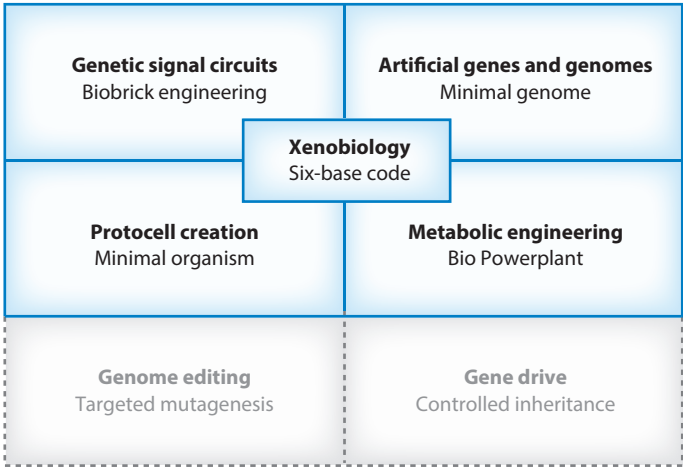 Genetic signal circuits
Biobrick engineering
Artificial genes and genomes
Minimal genome
Xenobiology
Six-base code
Protocell creation
Minimal organism
Metabolic engineering
Bio Powerplant
Genome editing
Targeted mutagenesis
Gene drive
Controlled inheritance